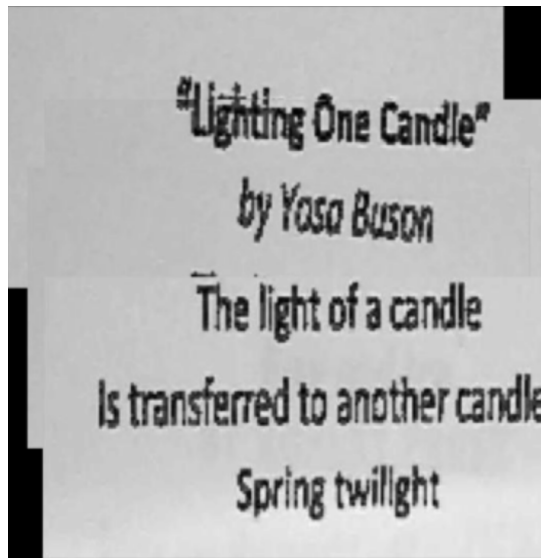 "Lighting One Candle"
by Yosa Buson
The light of a candle
Is transferred to another candle
Spring twilight